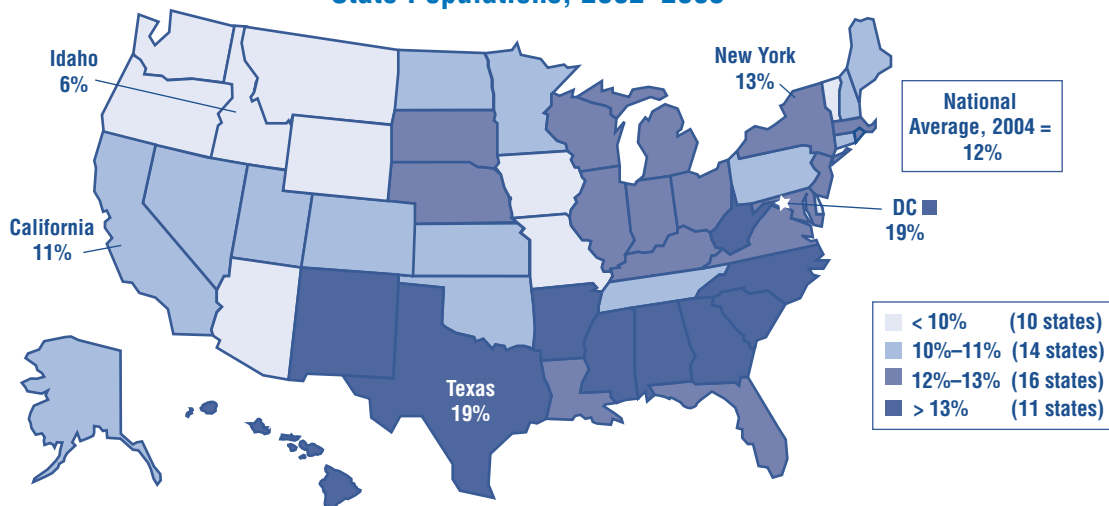 Idaho
6%
New York
13%
National
Average, 2004 =
12%
California
11%
DC
19%
Texas
19%
< 10% (10 states)
10%–11% (14 states)
12%–13% (16 states)
> 13% (11 states)